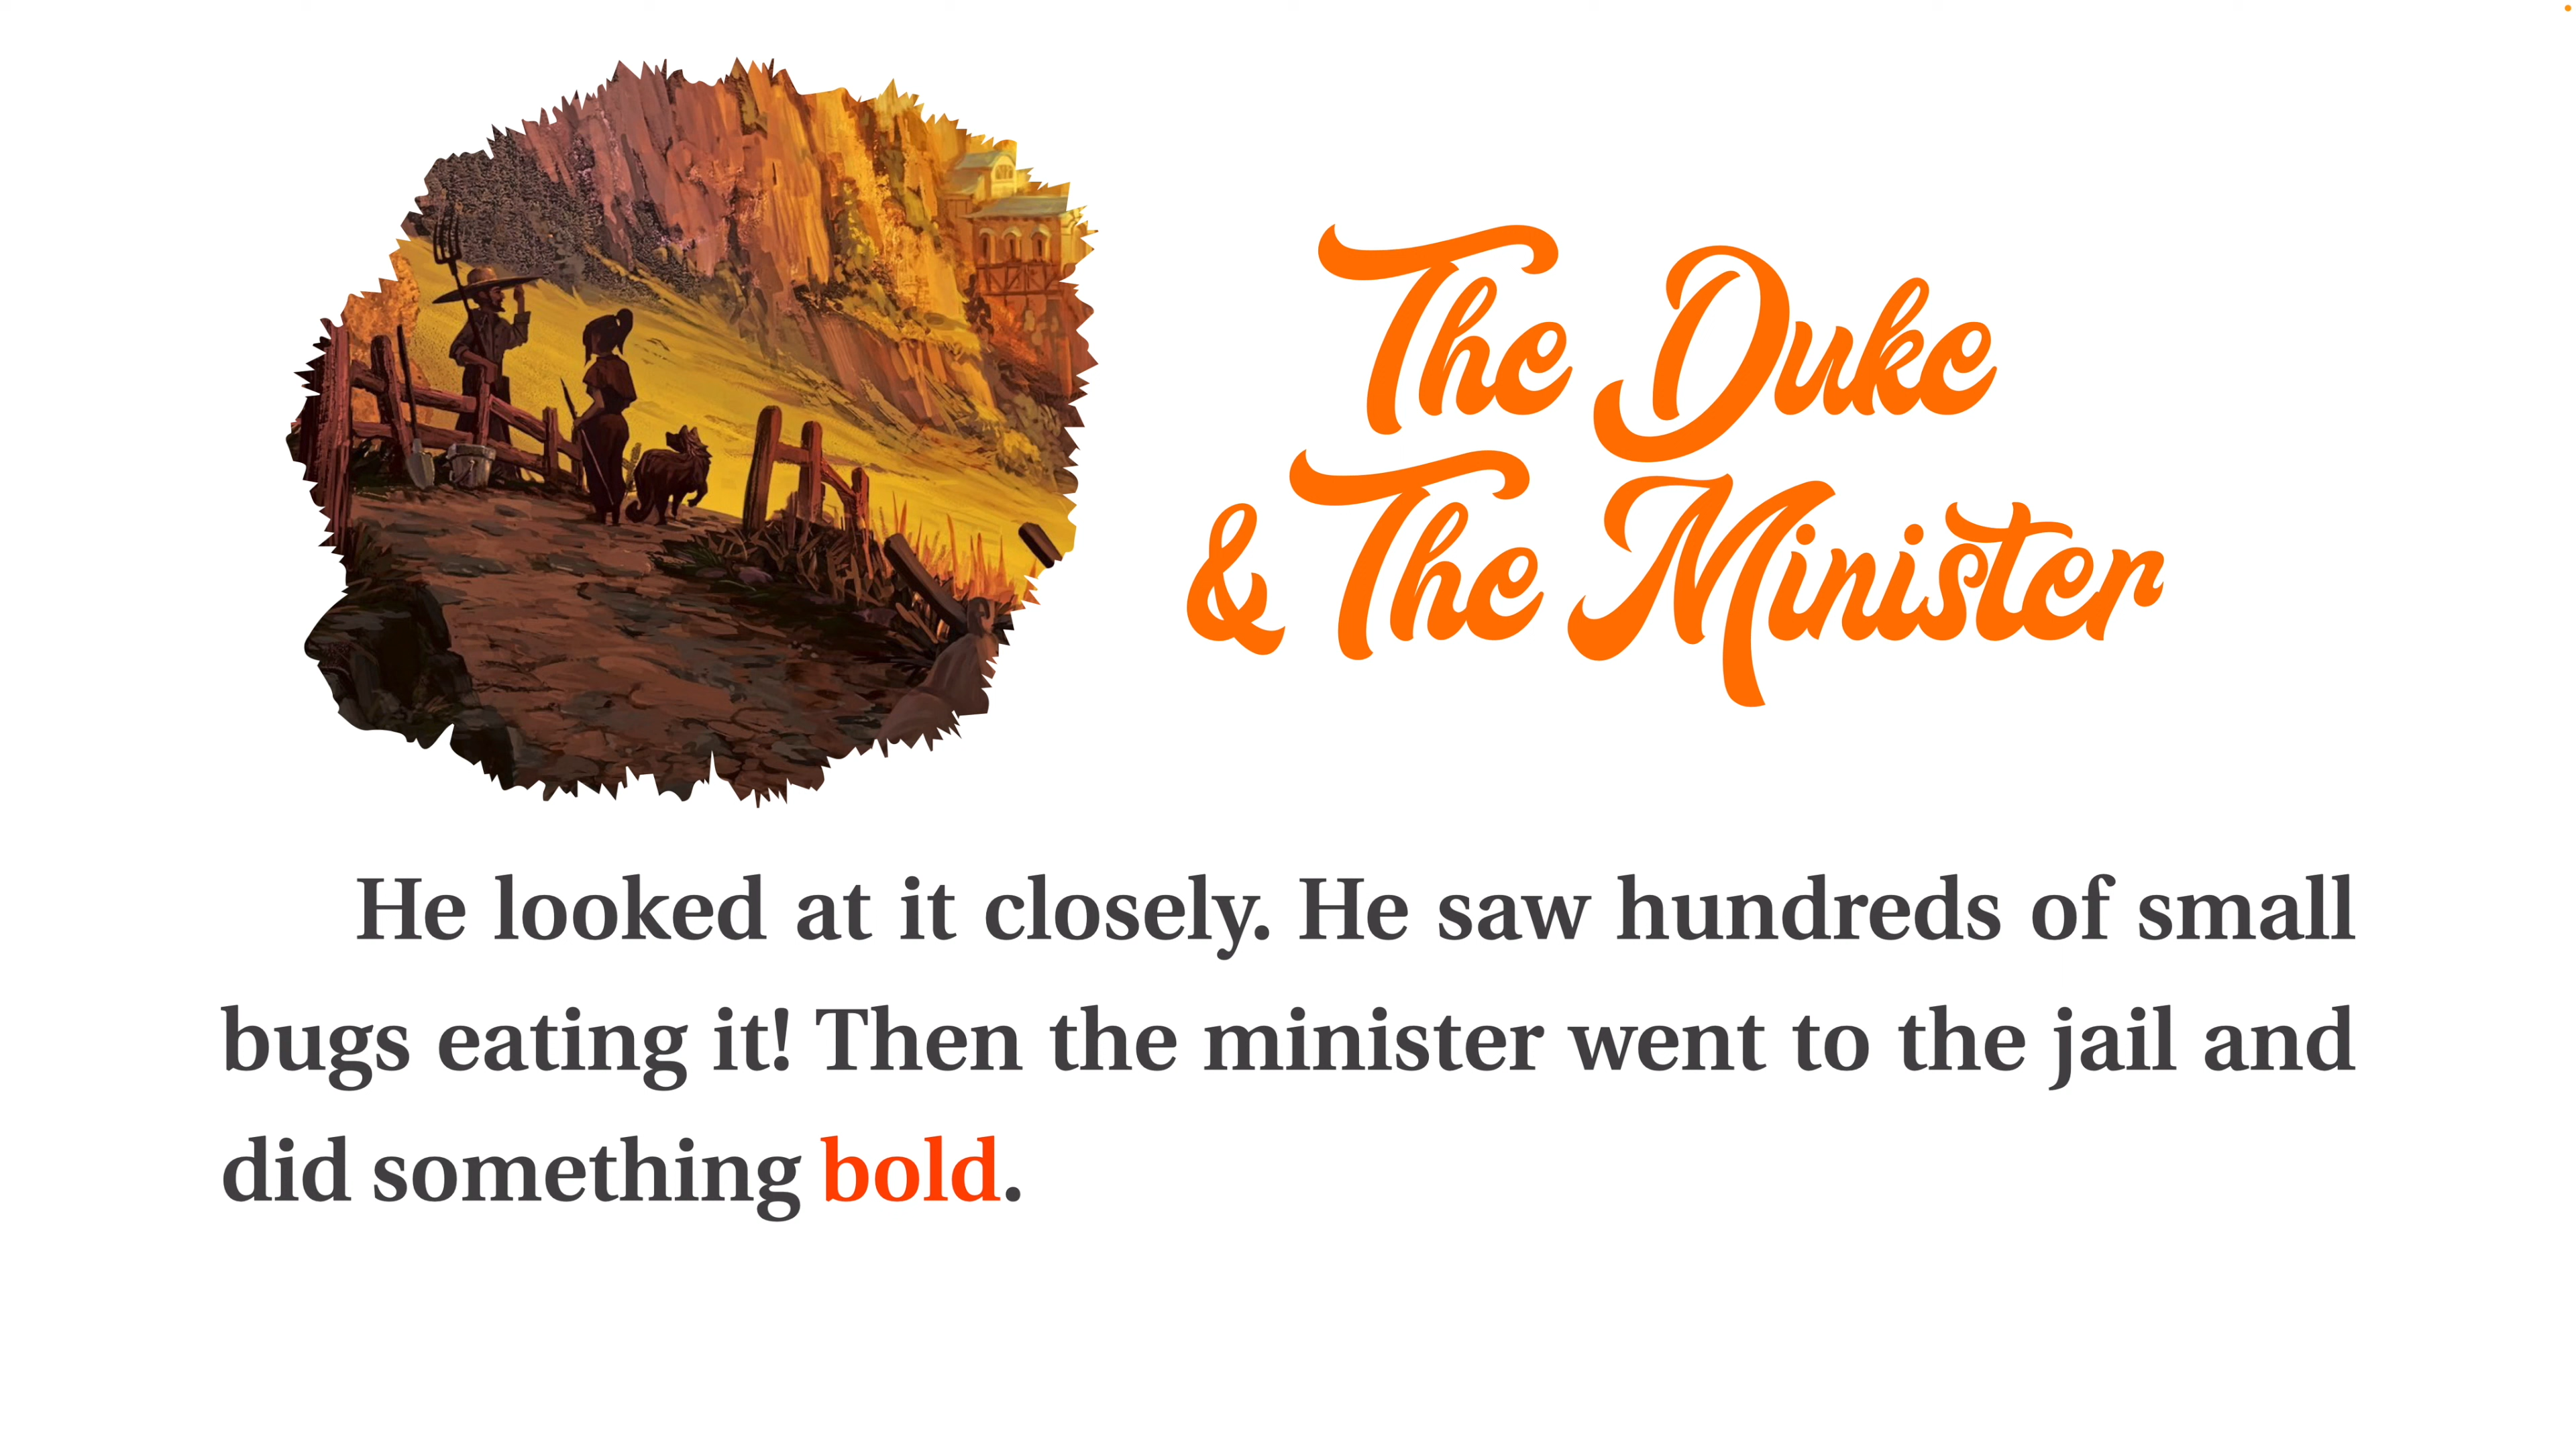 The Duke
& The Minister
He looked at it closely. He saw hundreds of small
bugs eating it! Then the minister went to the jail and
did something bold.